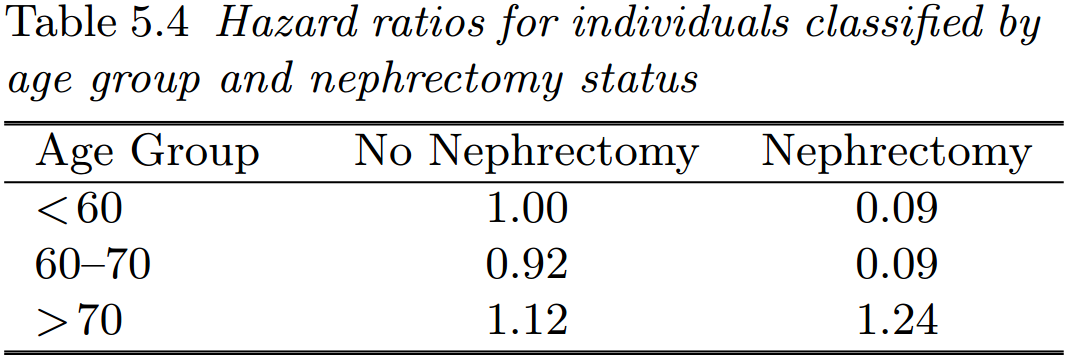 Table 5.4 Hazard ratios for individuals classified by
age group and nephrectomy status
Age Group No Nephrectomy Nephrectomy
<60 1.00 0.09
60–70 0.92 0.09
>70 1.12 1.24